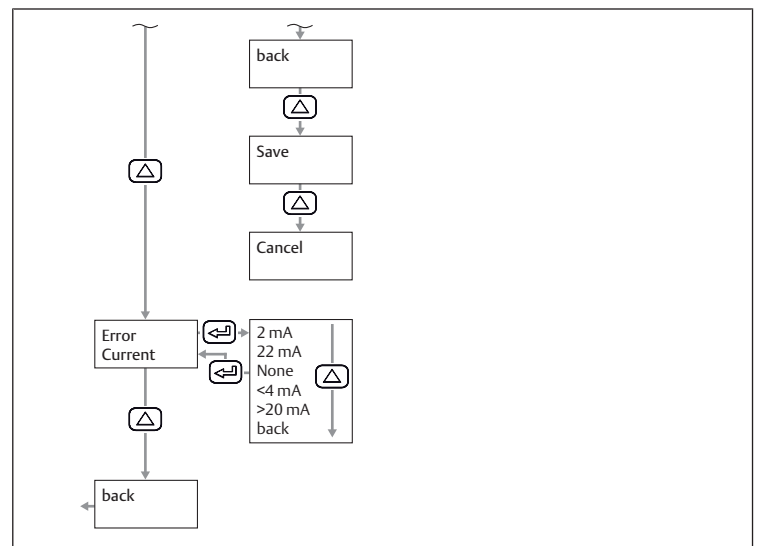 back
Save
Cancel
Error
Current
2 mA
22 mA
None
<4 mA
>20 mA
back
back